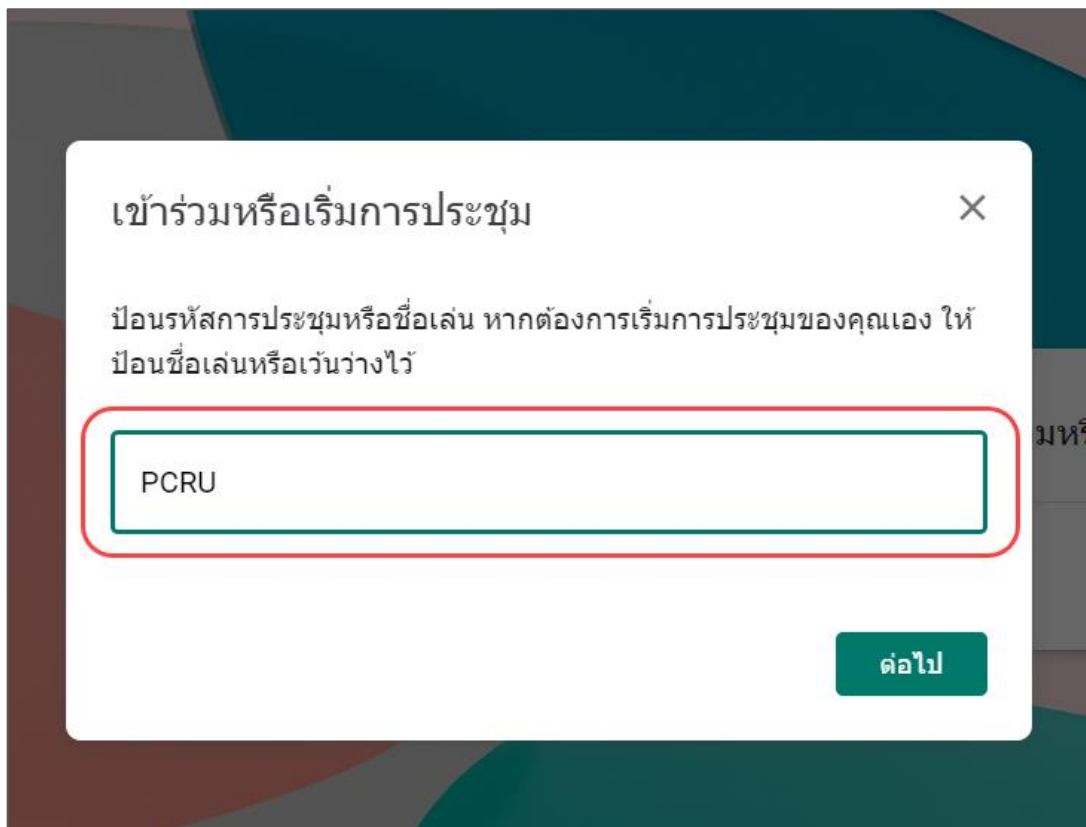 เข้าร่วมหรือเริ่มการประชุม
ป้อนรหัสการประชุมหรือชื่อเล่น หากต้องการเริ่มการประชุมของคุณเอง ให้
ป้อนชื่อเล่นหรือเว้นว่างไว้
PCRU
ต่อไป